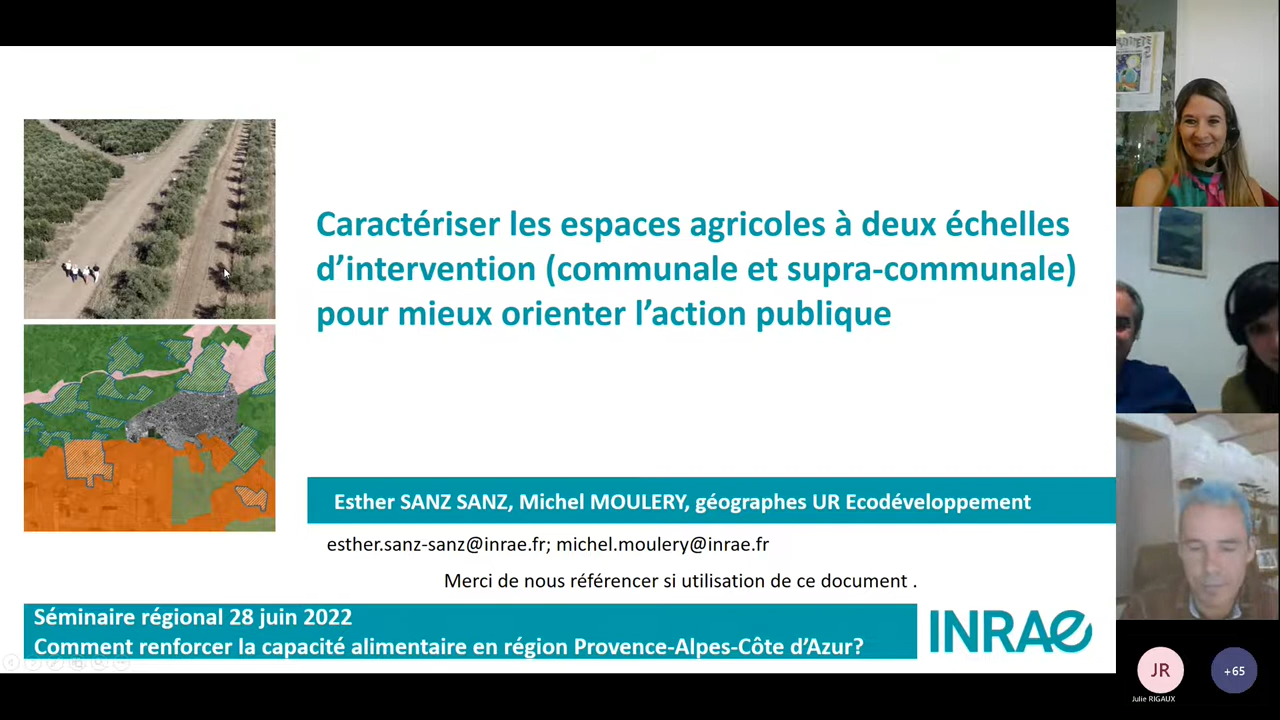 Caractériser les espaces agricoles à deux échelles
d’intervention (communale et supra-communale)
pour mieux orienter l’action publique
Esther SANZ SANZ, Michel MOULERY, géographes UR Ecodéveloppement
esther.sanz-sanz@inrae.fr; michel.moulery@inrae.fr
Merci de nous référencer si utilisation de ce document .
Séminaire régional 28 juin 2022
Comment renforcer la capacité alimentaire en région Provence-Alpes-Côte d’Azur?
INRAE
JR
+65
Julie RIGAUX